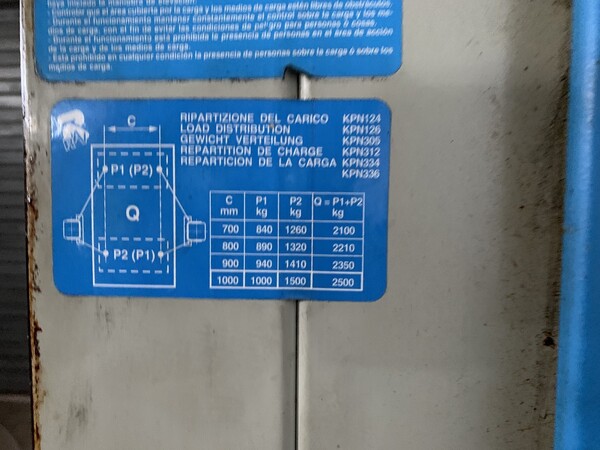 haya limpiado la maniobra de elevación.
- Controlar que el área cubierta por la carga y los medios de carga estén libres de obstáculos.
- Durante el funcionamiento mantener constantemente el control sobre la carga y los me-
dios de carga, con el fin de evitar las condiciones de peligro para personas o cosas.
- Durante el funcionamiento está prohibida la presencia de personas en el área de acción
de la carga y de los medios de carga.
- Está prohibido en cualquier condición la presencia de personas sobre la carga o sobre los
medios de carga.
RIPARTIZIONE DEL CARICO KPN124
LOAD DISTRIBUTION KPN126
GEWICHT VERTEILUNG KPN305
REPARTITION DE CHARGE KPN312
REPARTICION DE LA CARGA KPN334
KPN336
C
P1 (P2)
Q
P2 (P1)
C mm P1 kg P2 kg Q = P1+P2 kg
700 840 1260 2100
800 890 1320 2210
900 940 1410 2350
1000 1000 1500 2500